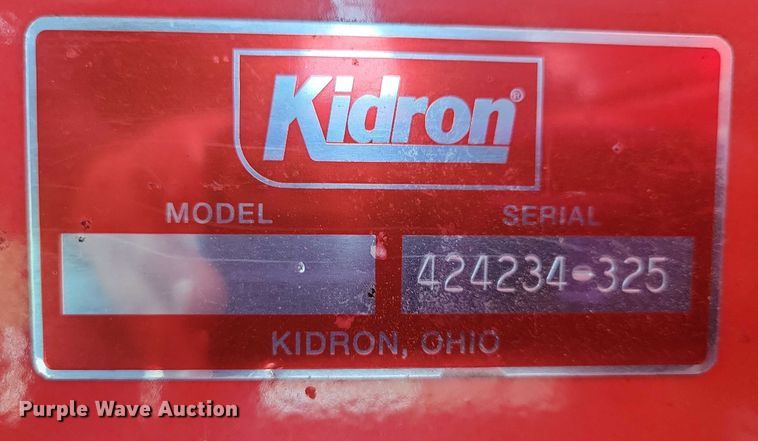 Kidron®
MODEL SERIAL
424234-325
KIDRON, OHIO
Purple Wave Auction